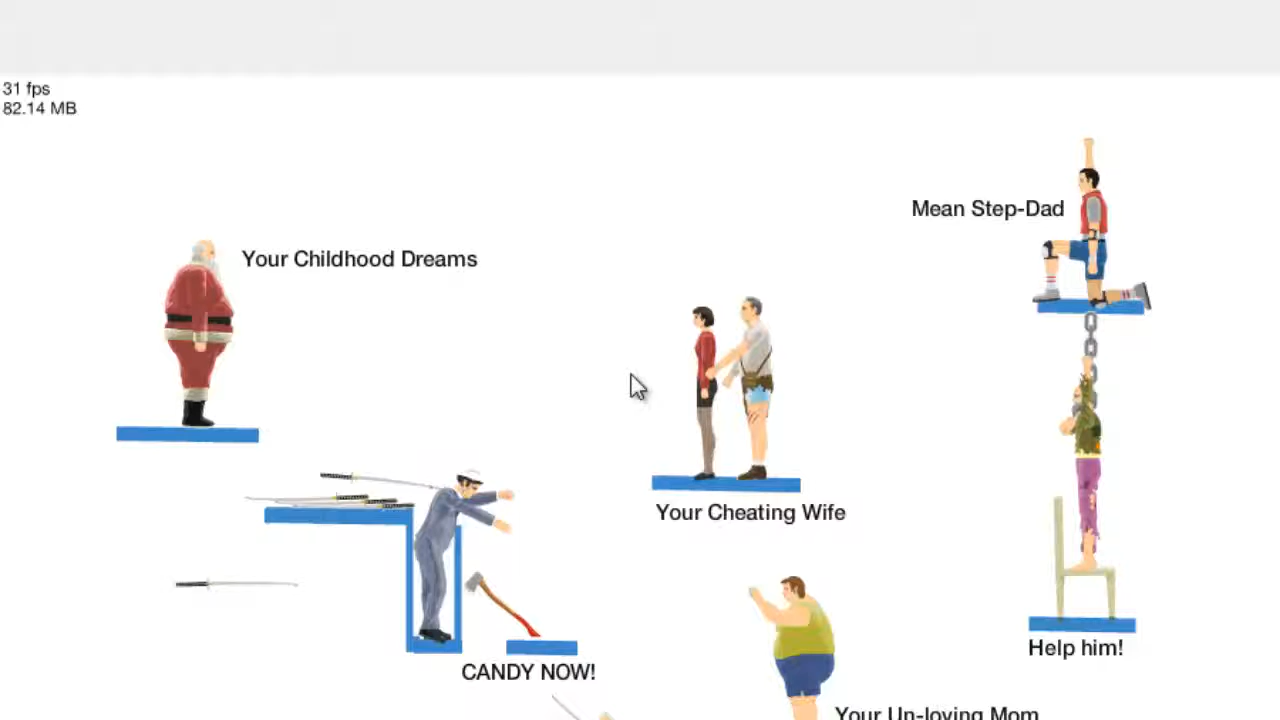 31 fps
82.14 MB
Mean Step-Dad
Your Childhood Dreams
Your Cheating Wife
Help him!
CANDY NOW!
Your Un-loving Mom